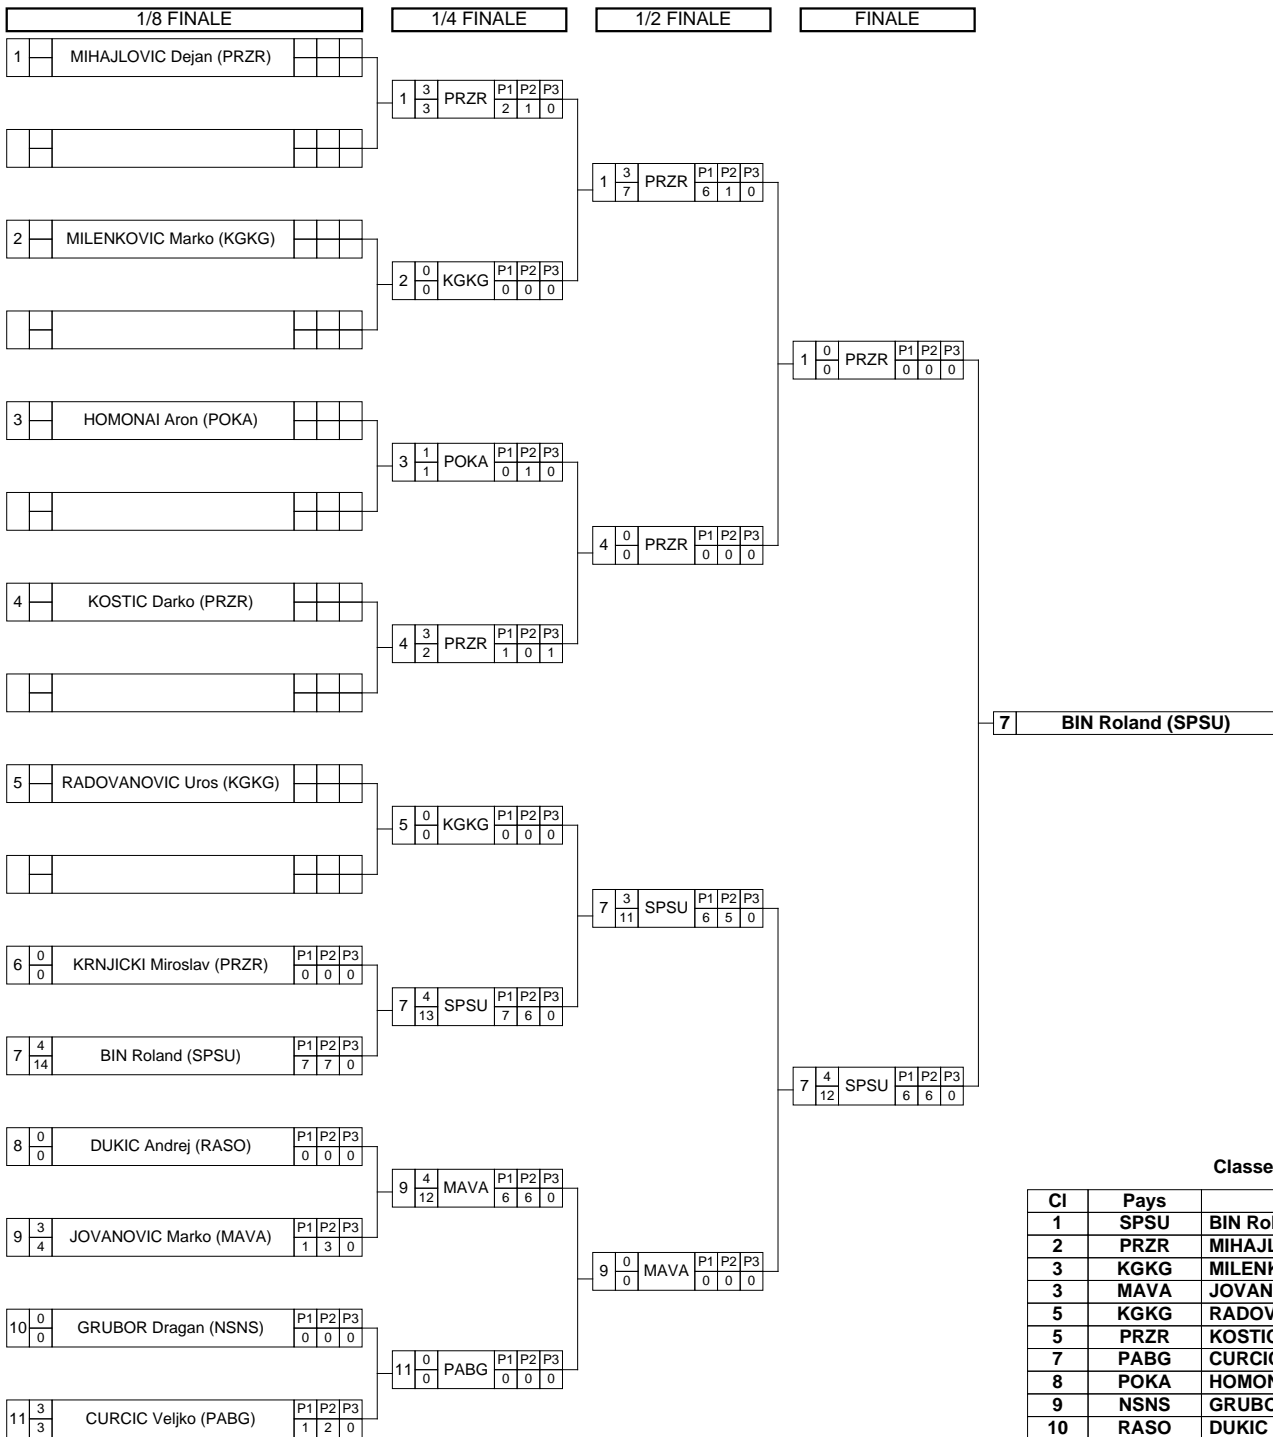 1/8 FINALE 1/4 FINALE 1/2 FINALE FINALE
1 MIHAJLOVIC Dejan (PRZR)
1 3 3 PRZR P1 P2 P3 2 1 0
1 3 7 PRZR P1 P2 P3 6 1 0
2 MILENKOVIC Marko (KGKG)
2 0 0 KGKG P1 P2 P3 0 0 0
1 0 0 PRZR P1 P2 P3 0 0 0
3 HOMONAI Aron (POKA)
3 1 1 POKA P1 P2 P3 0 1 0
4 0 0 PRZR P1 P2 P3 0 0 0
4 KOSTIC Darko (PRZR)
4 3 2 PRZR P1 P2 P3 1 0 1
7 BIN Roland (SPSU)
5 RADOVANOVIC Uros (KGKG)
5 0 0 KGKG P1 P2 P3 0 0 0
7 3 11 SPSU P1 P2 P3 6 5 0
6 0 0 KRNJICKI Miroslav (PRZR) P1 P2 P3 0 0 0
7 4 13 SPSU P1 P2 P3 7 6 0
7 4 14 BIN Roland (SPSU) P1 P2 P3 7 7 0
7 4 12 SPSU P1 P2 P3 6 6 0
8 0 0 DUKIC Andrej (RASO) P1 P2 P3 0 0 0
9 4 12 MAVA P1 P2 P3 6 6 0
9 3 4 JOVANOVIC Marko (MAVA) P1 P2 P3 1 3 0
9 0 0 MAVA P1 P2 P3 0 0 0
10 0 0 GRUBOR Dragan (NSNS) P1 P2 P3 0 0 0
11 0 0 PABG P1 P2 P3 0 0 0
11 3 3 CURCIC Veljko (PABG) P1 P2 P3 1 2 0
Classe
Cl Pays
1 SPSU BIN Rol
2 PRZR MIHAJL
3 KGKG MILENK
3 MAVA JOVAN
5 KGKG RADOV
5 PRZR KOSTIC
7 PABG CURCIC
8 POKA HOMON
9 NSNS GRUBO
10 RASO DUKIC